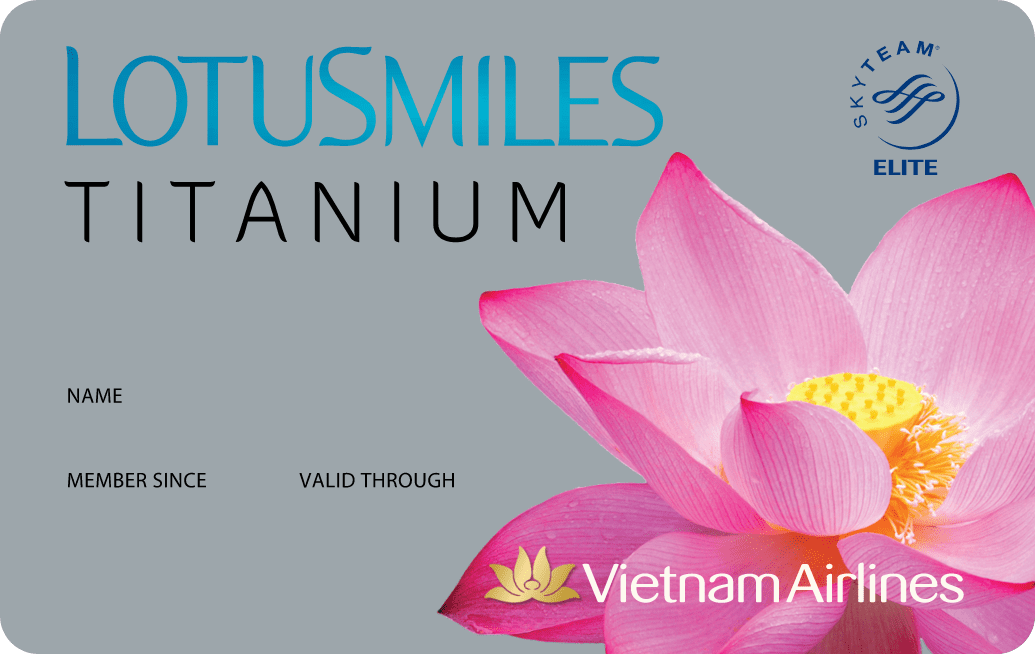 LOTUSMILES
SKYTEAM®
ELITE
TITANIUM
NAME
MEMBER SINCE VALID THROUGH
Vietnam Airlines